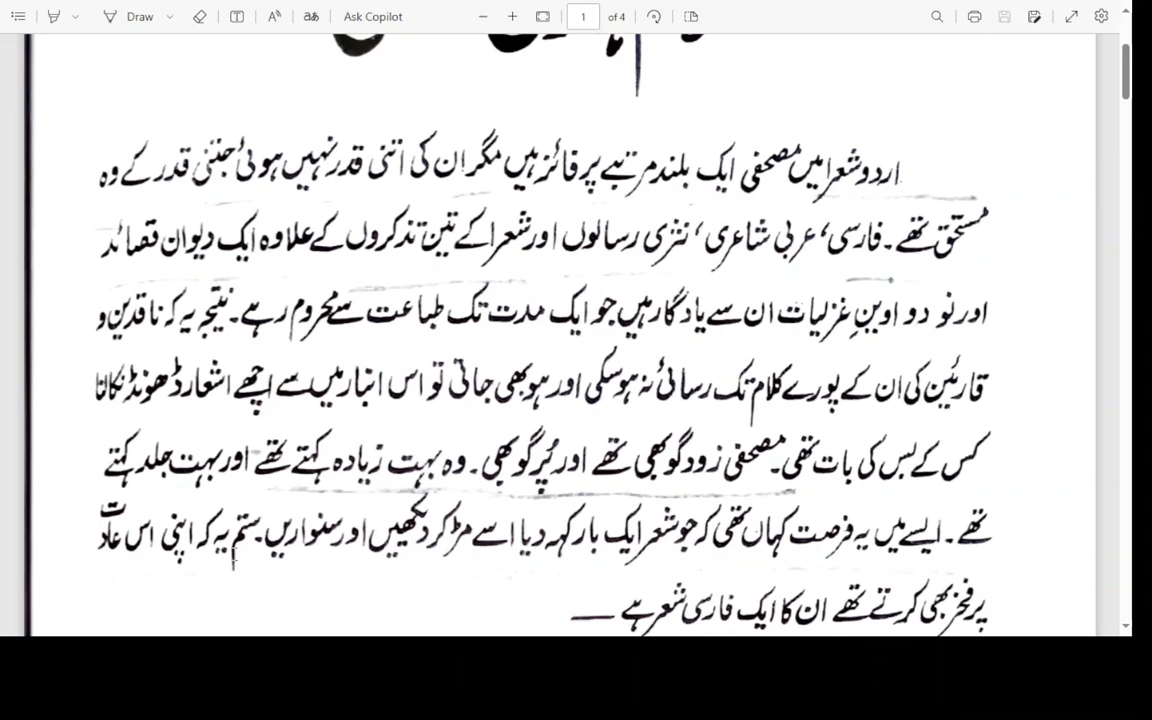 Draw
Ask Copilot
1 of 4
اردو شعرا میں مصحفی ایک بلند مرتبے پر فائز ہیں مگر ان کی اتنی قدر نہیں ہوئی جتنی قدر کے وہ
مستحق تھے۔ فارسی، عربی شاعری، نثری رسالوں اور شعرا کے تین تذکروں کے علاوہ ایک دیوان قصائد
اور نو دواوینِ غزلیات ان سے یادگار ہیں جو ایک مدت تک طباعت سے محروم رہے۔ نتیجہ یہ کہ ناقدین و
قارئین کی ان کے پورے کلام تک رسائی نہ ہوسکی اور ہو بھی جاتی تو اس انبار میں سے اچھے اشعار ڈھونڈ نکالنا
کس کے بس کی بات تھی۔ مصحفی زود گو بھی تھے اور پُر گو بھی۔ وہ بہت زیادہ کہتے تھے اور بہت جلد کہتے
تھے۔ ایسے میں یہ فرصت کہاں تھی کہ جو شعر ایک بار کہہ دیا اسے مڑ کر دیکھیں اور سنواریں۔ ستم یہ کہ اپنی اس عادت
پر فخر بھی کرتے تھے ان کا ایک فارسی شعر ہے ——